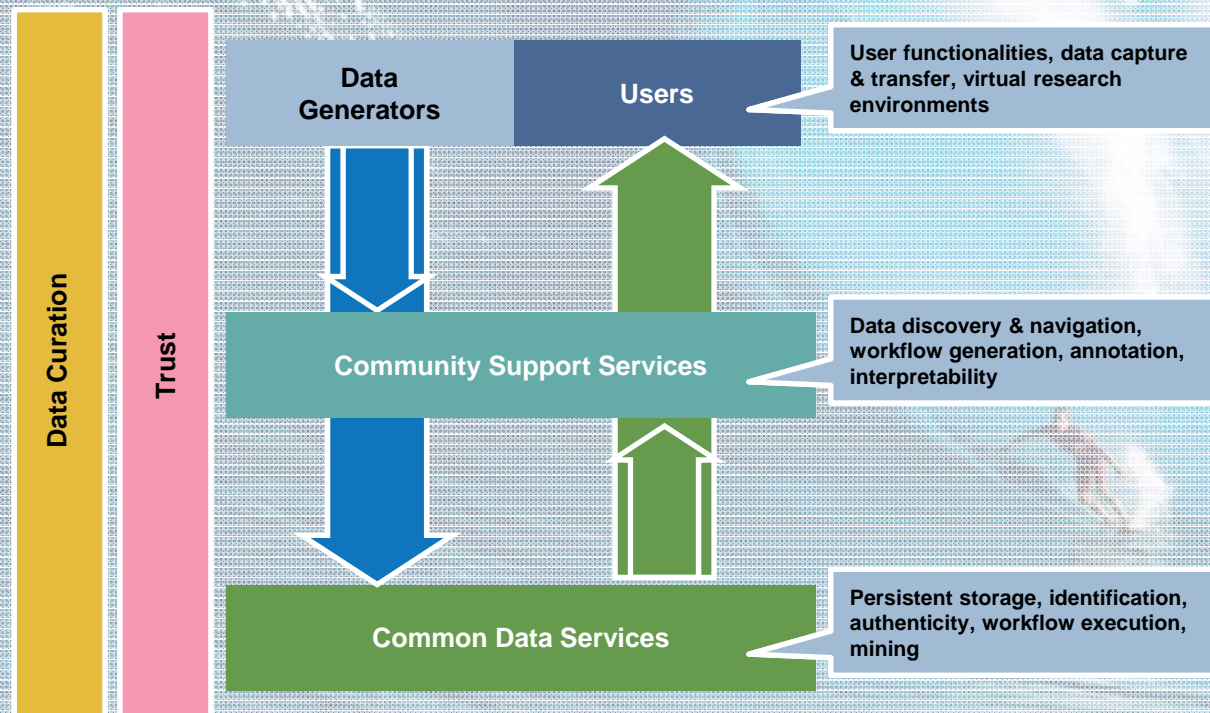 Data Curation
Trust
Data
Generators
Users
User functionalities, data capture
& transfer, virtual research
environments
Community Support Services
Data discovery & navigation,
workflow generation, annotation,
interpretability
Common Data Services
Persistent storage, identification,
authenticity, workflow execution,
mining